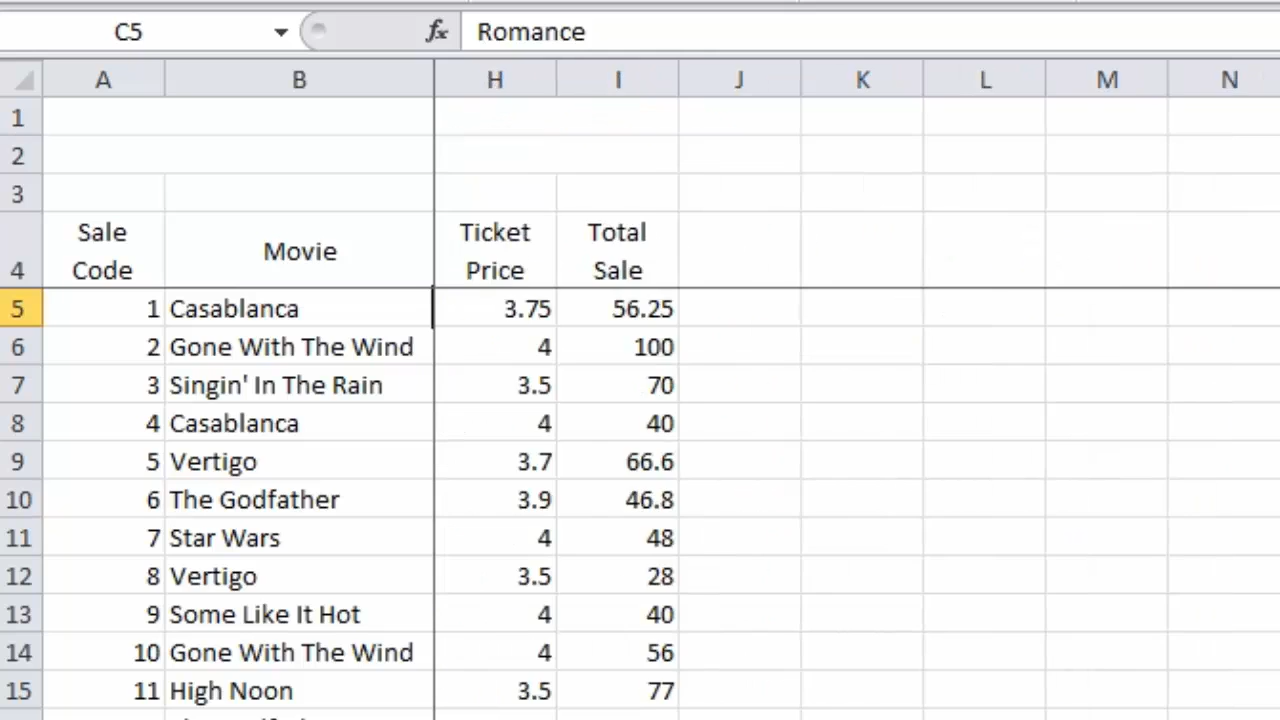 C5 fx Romance
A B H I J K L M N
1
2
3
Sale Ticket Total
Movie
4 Code Price Sale
5 1 Casablanca 3.75 56.25
6 2 Gone With The Wind 4 100
7 3 Singin' In The Rain 3.5 70
8 4 Casablanca 4 40
9 5 Vertigo 3.7 66.6
10 6 The Godfather 3.9 46.8
11 7 Star Wars 4 48
12 8 Vertigo 3.5 28
13 9 Some Like It Hot 4 40
14 10 Gone With The Wind 4 56
15 11 High Noon 3.5 77